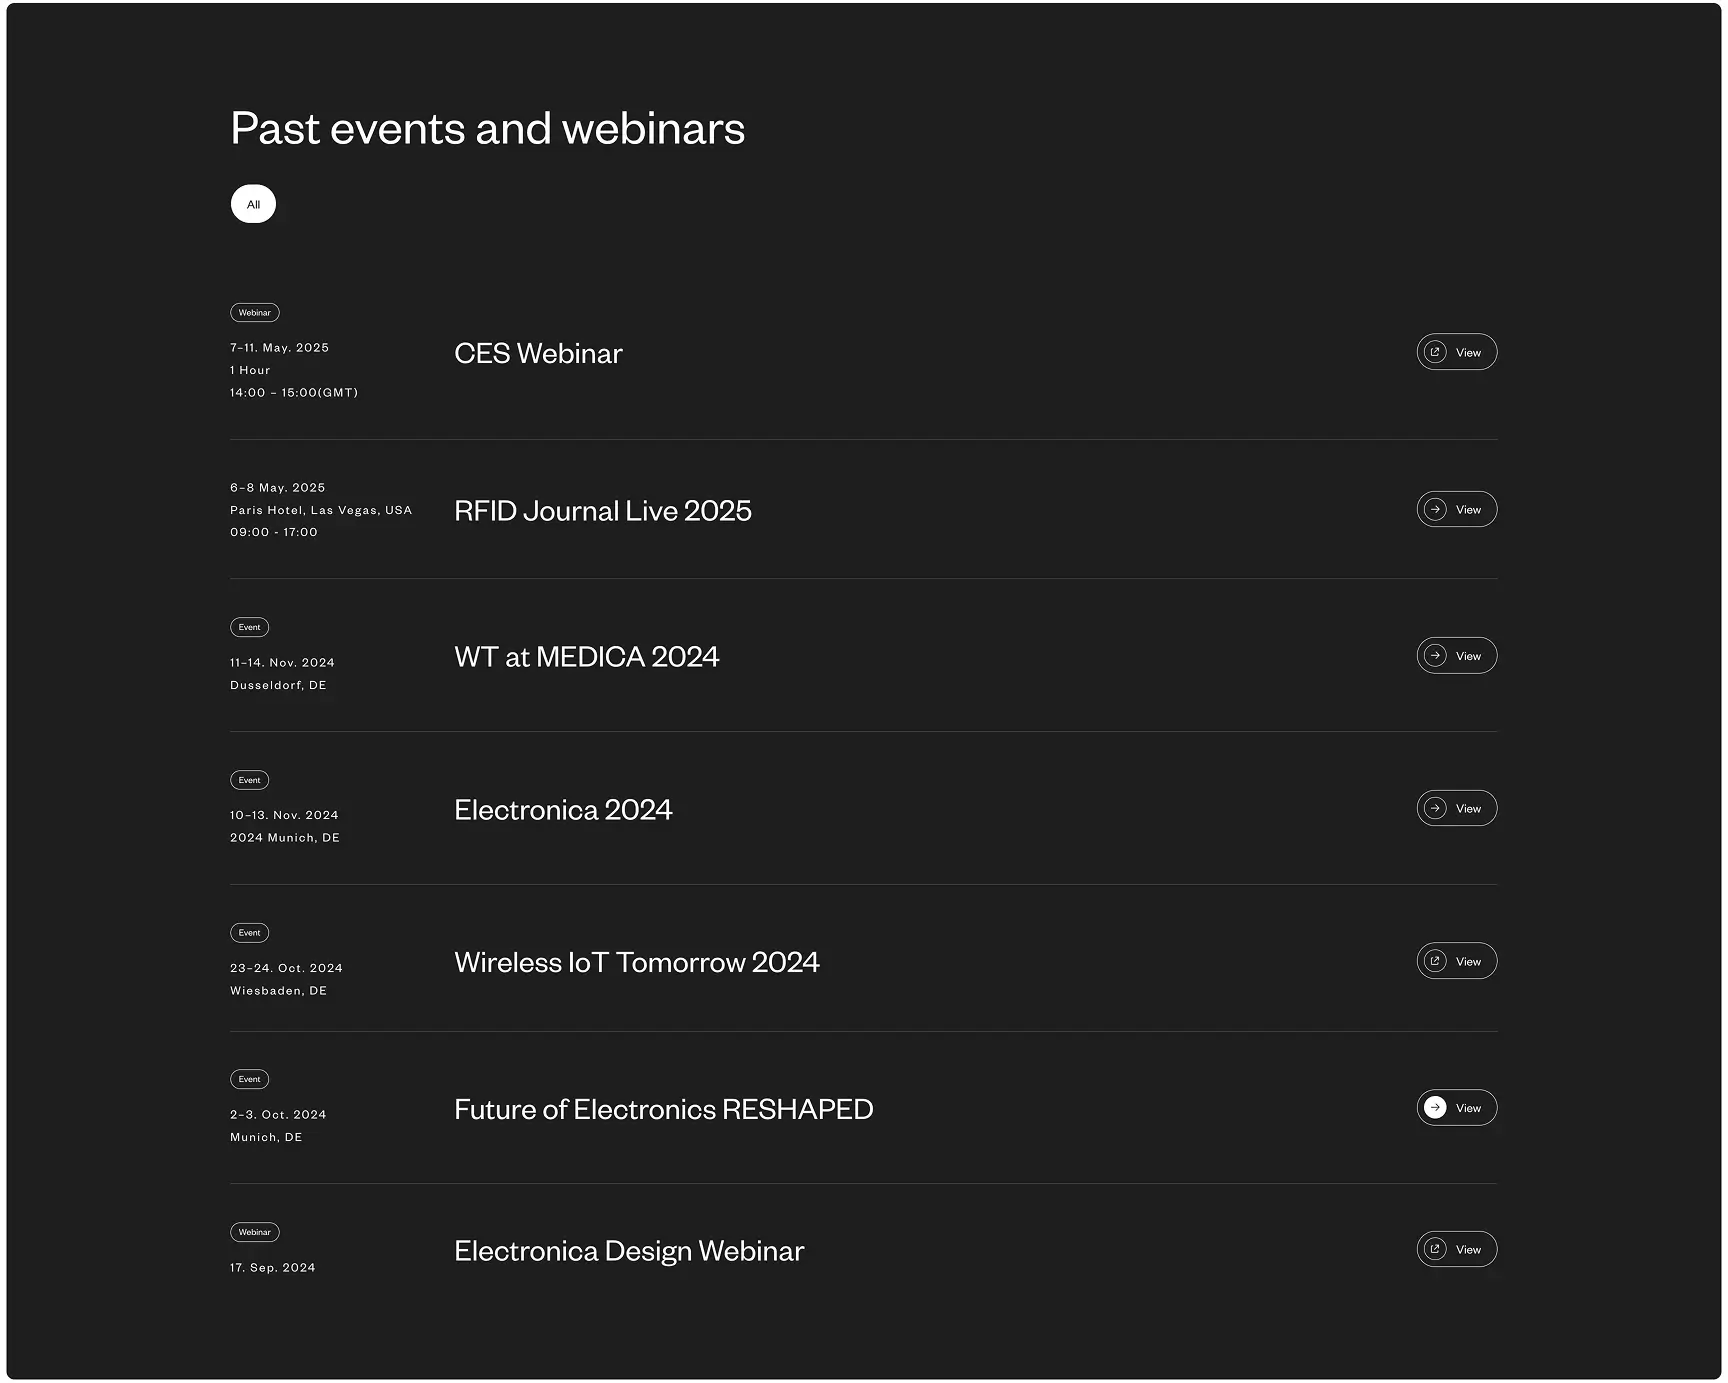 Past events and webinars
All
Webinar
7–11. May. 2025
1 Hour
14:00 – 15:00(GMT)
CES Webinar
View
6–8 May. 2025
Paris Hotel, Las Vegas, USA
09:00 - 17:00
RFID Journal Live 2025
View
Event
11–14. Nov. 2024
Dusseldorf, DE
WT at MEDICA 2024
View
Event
10–13. Nov. 2024
2024 Munich, DE
Electronica 2024
View
Event
23–24. Oct. 2024
Wiesbaden, DE
Wireless IoT Tomorrow 2024
View
Event
2–3. Oct. 2024
Munich, DE
Future of Electronics RESHAPED
View
Webinar
17. Sep. 2024
Electronica Design Webinar
View